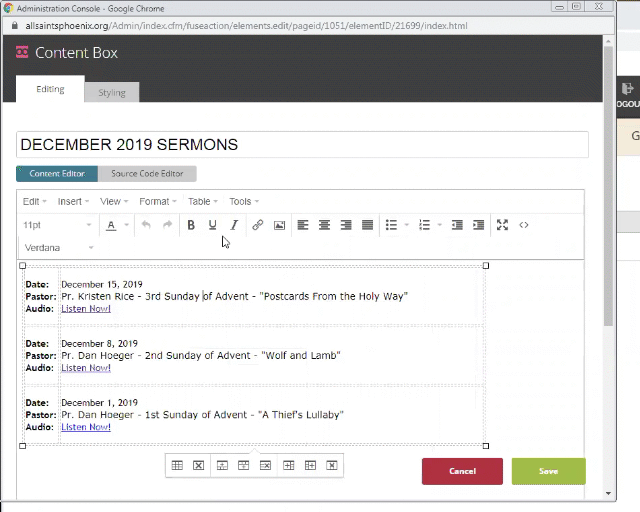 Administration Console - Google Chrome
allsaintsphoenix.org/Admin/index.cfm/fuseaction/elements.edit/pageid/1051/elementID/21699/index.html
Content Box
Editing
Styling
DECEMBER 2019 SERMONS
Content Editor
Source Code Editor
Edit Insert View Format Table Tools
11pt A B U I
Verdana
Date: December 15, 2019
Pastor: Pr. Kristen Rice - 3rd Sunday of Advent - "Postcards From the Holy Way"
Audio: Listen Now!
Date: December 8, 2019
Pastor: Pr. Dan Hoeger - 2nd Sunday of Advent - "Wolf and Lamb"
Audio: Listen Now!
Date: December 1, 2019
Pastor: Pr. Dan Hoeger - 1st Sunday of Advent - "A Thief's Lullaby"
Audio: Listen Now!
Cancel
Save
OGOU
G